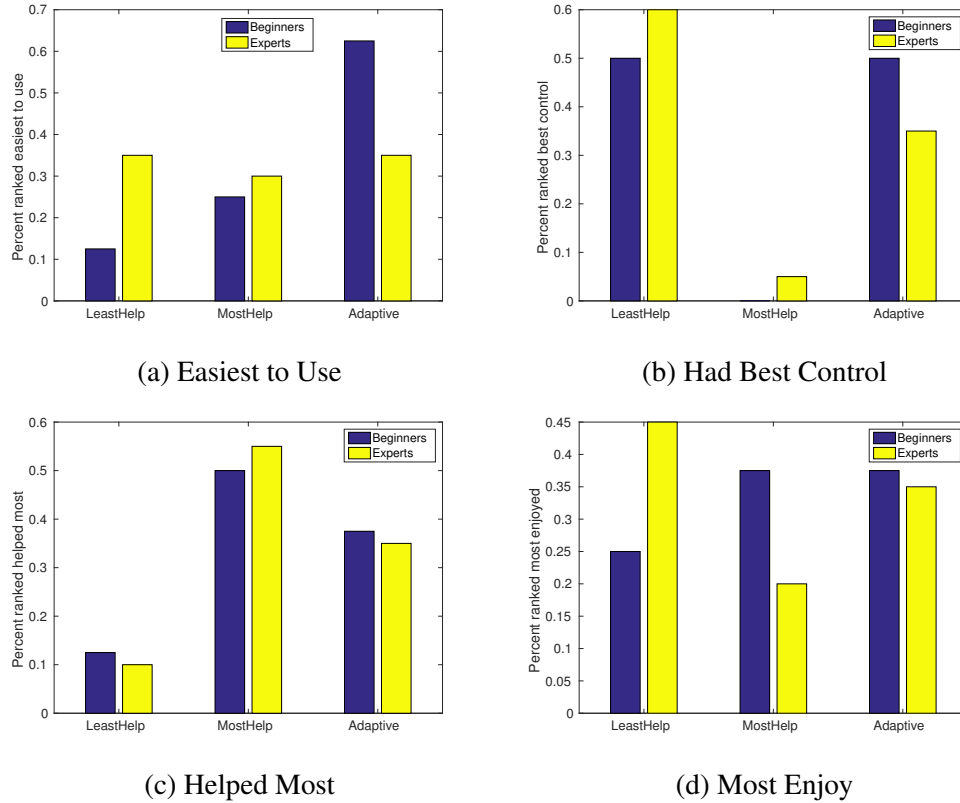 0.7
0.6
0.5
0.4
0.3
0.2
0.1
0
Percent ranked easiest to use
Beginners
Experts
LeastHelp MostHelp Adaptive
(a) Easiest to Use
0.6
0.5
0.4
0.3
0.2
0.1
0
Percent ranked best control
Beginners
Experts
LeastHelp MostHelp Adaptive
(b) Had Best Control
0.6
0.5
0.4
0.3
0.2
0.1
0
Percent ranked helped most
Beginners
Experts
LeastHelp MostHelp Adaptive
(c) Helped Most
0.45
0.4
0.35
0.3
0.25
0.2
0.15
0.1
0.05
0
Percent ranked most enjoyed
Beginners
Experts
LeastHelp MostHelp Adaptive
(d) Most Enjoy